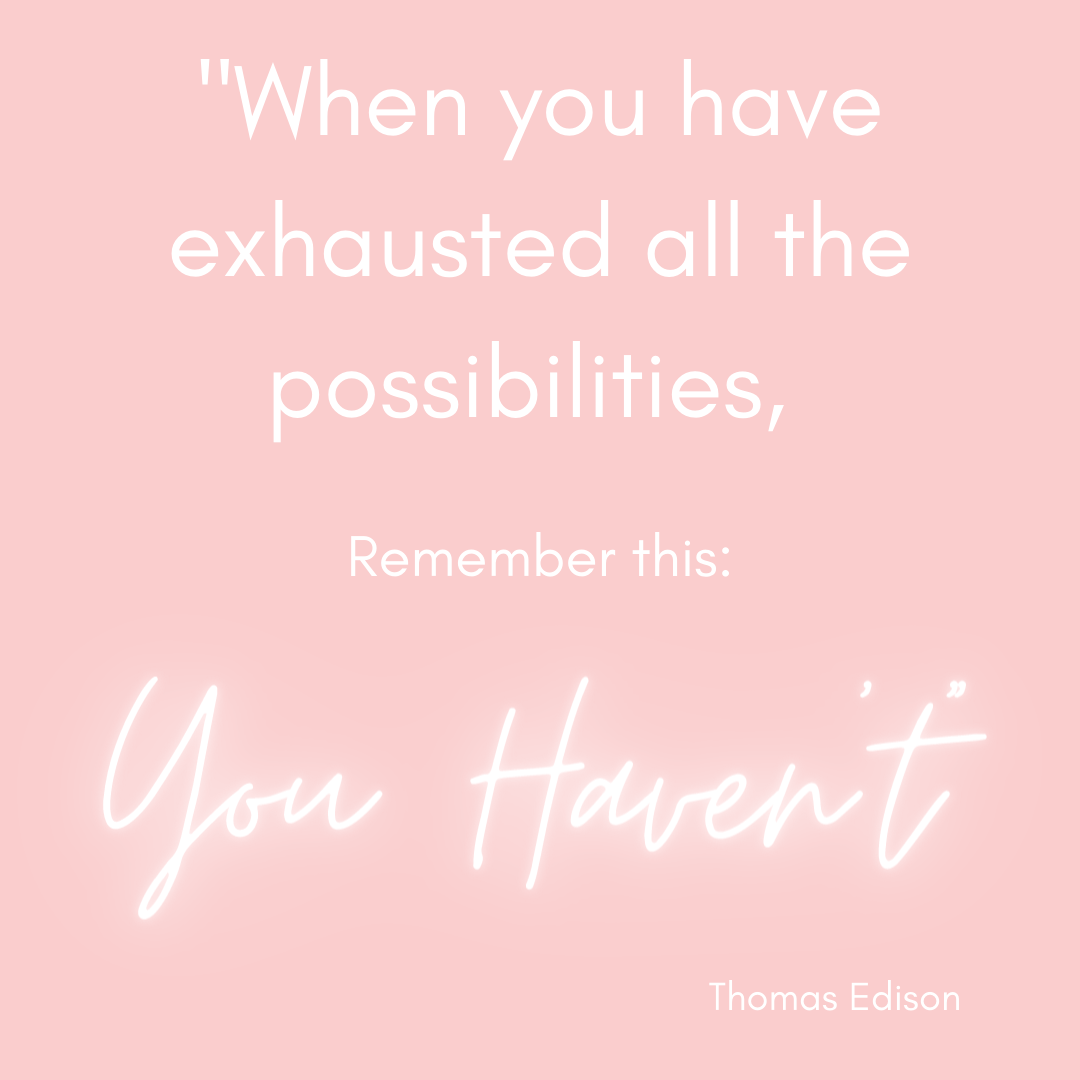 "When you have
exhausted all the
possibilities,
Remember this:
You Haven't”
Thomas Edison